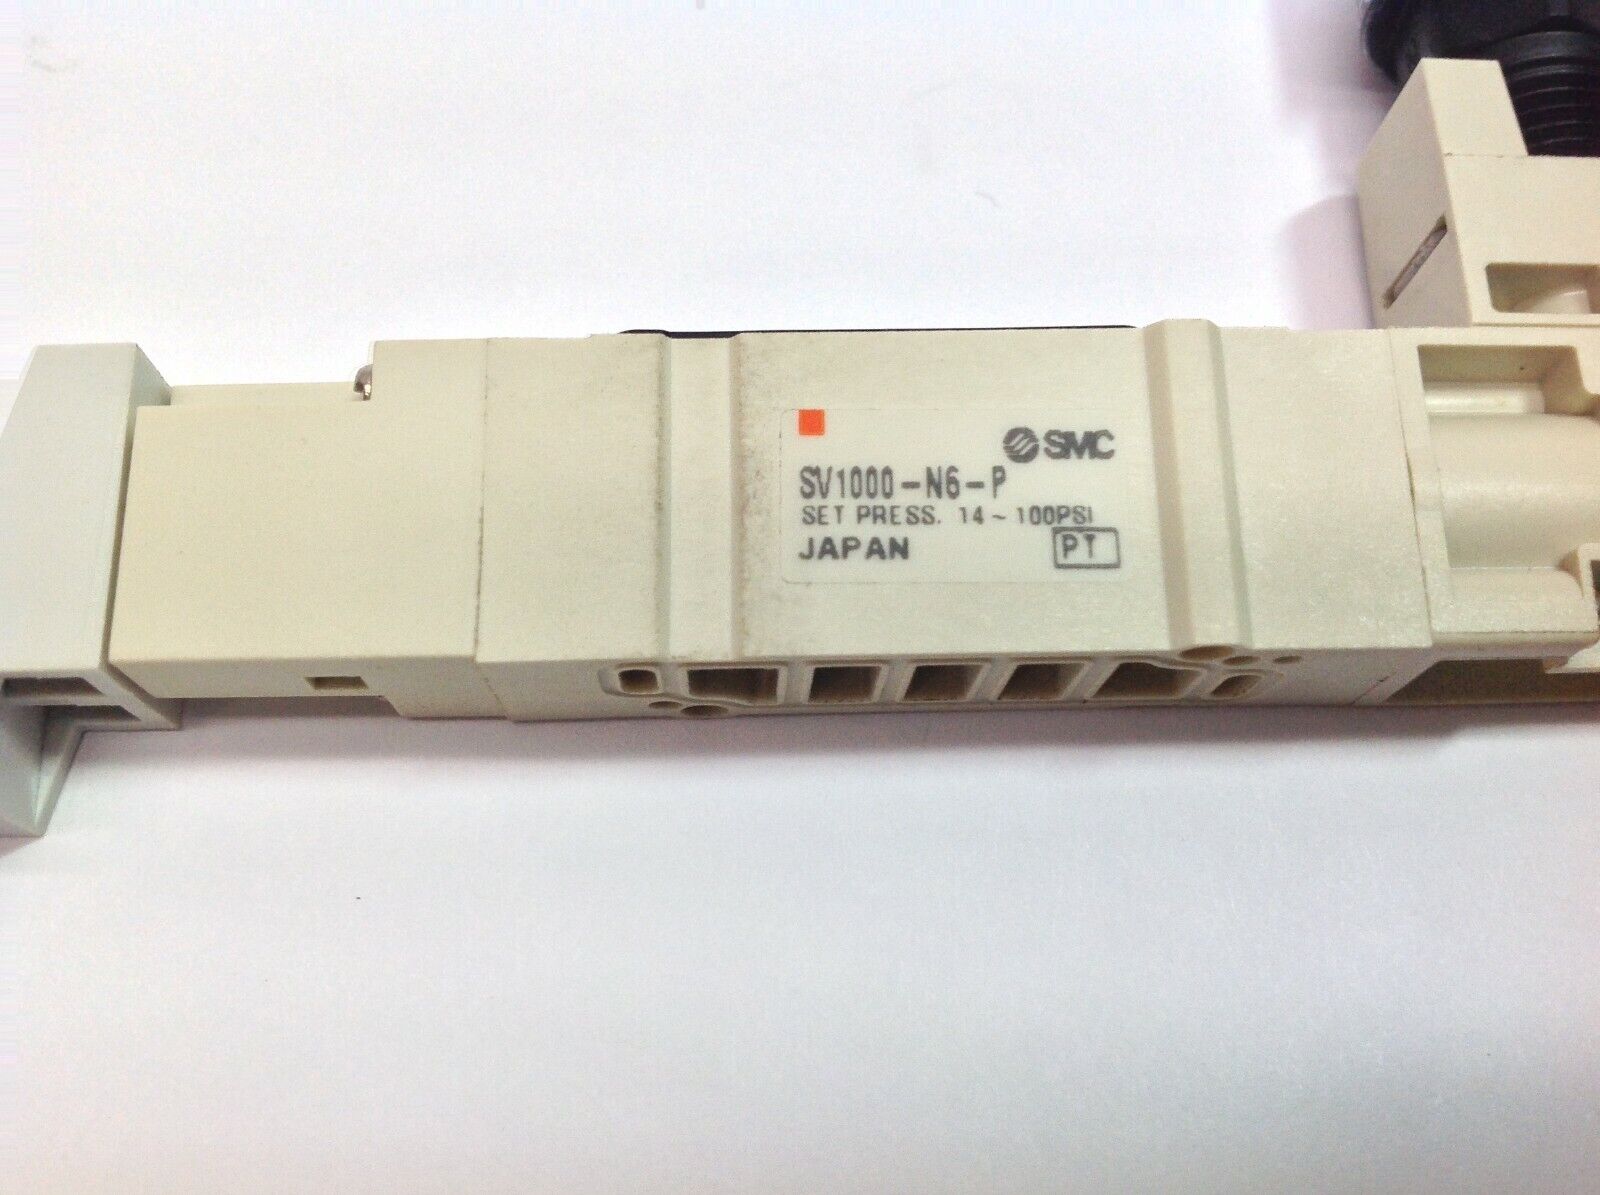 SMC
SV1000-N6-P
SET PRESS. 14~100PSI
JAPAN PT